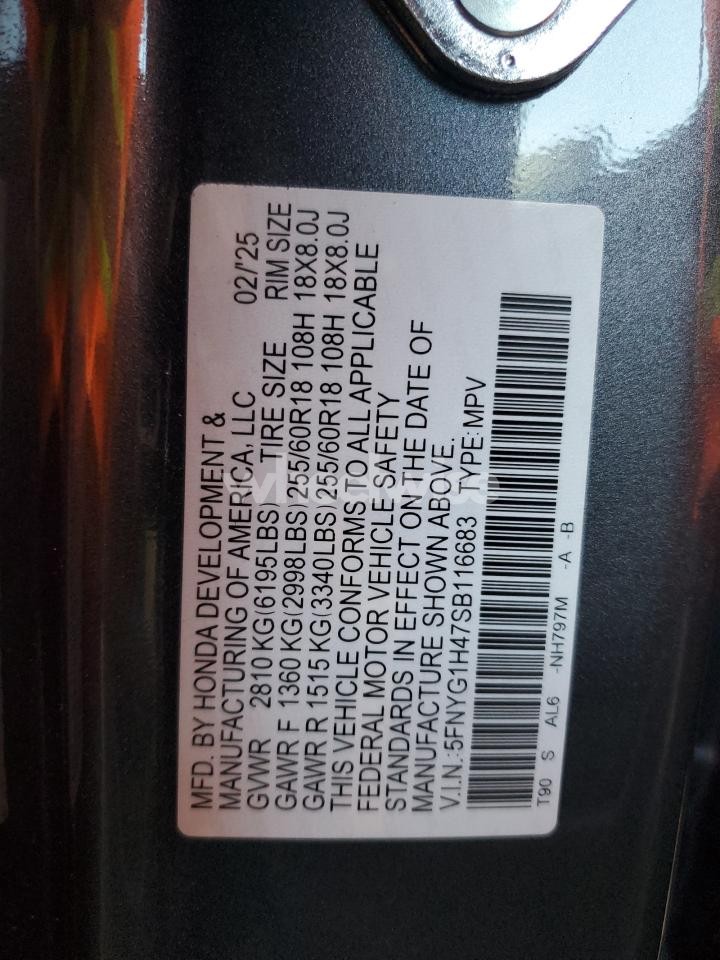 MFD. BY HONDA DEVELOPMENT &
MANUFACTURING OF AMERICA, LLC 02/'25
GVWR 2810 KG(6195LBS) TIRE SIZE RIM SIZE
GAWR F 1360 KG(2998LBS) 255/60R18 108H 18X8.0J
GAWR R 1515 KG(3340LBS) 255/60R18 108H 18X8.0J
THIS VEHICLE CONFORMS TO ALL APPLICABLE
FEDERAL MOTOR VEHICLE SAFETY
STANDARDS IN EFFECT ON THE DATE OF
MANUFACTURE SHOWN ABOVE.
V.I.N.:5FNYG1H47SB116683 TYPE:MPV
T90 S AL6 -NH797M -A -B